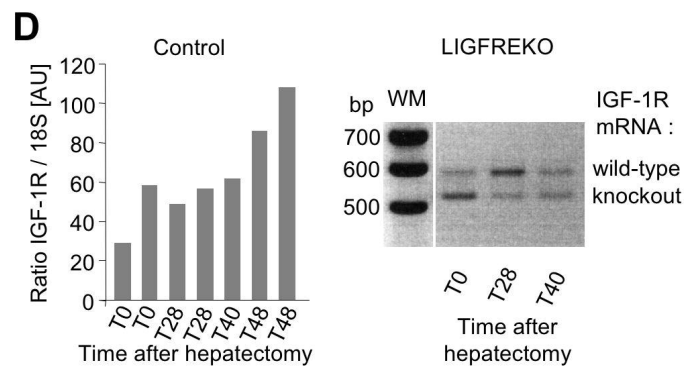 D
Control
Ratio IGF-1R / 18S [AU]
120
100
80
60
40
20
0
T0 T0 T28 T28 T40 T48 T48
Time after hepatectomy
LIGFREKO
bp WM
700
600
500
IGF-1R
mRNA :
wild-type
knockout
T0 T28 T40
Time after
hepatectomy